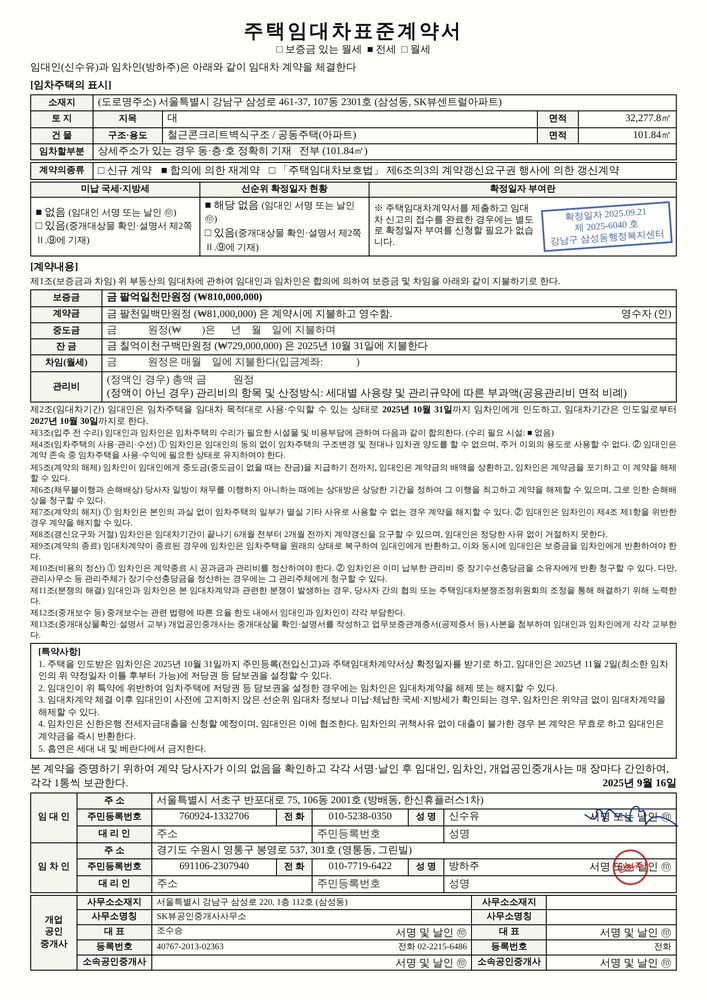 주택임대차표준계약서
□ 보증금 있는 월세 ■ 전세 □ 월세
임대인(신수유)과 임차인(방하주)은 아래와 같이 임대차 계약을 체결한다
[임차주택의 표시]
소재지 (도로명주소) 서울특별시 강남구 삼성로 461-37, 107동 2301호 (삼성동, SK뷰센트럴아파트)
토 지 지목 대 면적 32,277.8㎡
건 물 구조·용도 철근콘크리트벽식구조 / 공동주택(아파트) 면적 101.84㎡
임차할부분 상세주소가 있는 경우 동·층·호 정확히 기재 전부 (101.84㎡)
계약의종류 □ 신규 계약 ■ 합의에 의한 재계약 □ 「주택임대차보호법」 제6조의3의 계약갱신요구권 행사에 의한 갱신계약
미납 국세·지방세 선순위 확정일자 현황 확정일자 부여란
■ 없음 (임대인 서명 또는 날인 ㊞)
□ 있음(중개대상물 확인·설명서 제2쪽
Ⅱ.⑨에 기재)
■ 해당 없음 (임대인 서명 또는 날인
㊞)
□ 있음(중개대상물 확인·설명서 제2쪽
Ⅱ.⑨에 기재)
※ 주택임대차계약서를 제출하고 임대
차 신고의 접수를 완료한 경우에는 별도
로 확정일자 부여를 신청할 필요가 없습
니다.
확정일자 2025.09.21
제 2025-6040 호
강남구 삼성동행정복지센터
[계약내용]
제1조(보증금과 차임) 위 부동산의 임대차에 관하여 임대인과 임차인은 합의에 의하여 보증금 및 차임을 아래와 같이 지불하기로 한다.
보증금 금 팔억일천만원정 (₩810,000,000)
계약금 금 팔천일백만원정 (₩81,000,000) 은 계약시에 지불하고 영수함. 영수자 (인)
중도금 금 원정(₩ )은 년 월 일에 지불하며
잔 금 금 칠억이천구백만원정 (₩729,000,000) 은 2025년 10월 31일에 지불한다
차임(월세) 금 원정은 매월 일에 지불한다(입금계좌: )
관리비 (정액인 경우) 총액 금 원정
(정액이 아닌 경우) 관리비의 항목 및 산정방식: 세대별 사용량 및 관리규약에 따른 부과액(공용관리비 면적 비례)
제2조(임대차기간) 임대인은 임차주택을 임대차 목적대로 사용·수익할 수 있는 상태로 2025년 10월 31일까지 임차인에게 인도하고, 임대차기간은 인도일로부터
2027년 10월 30일까지로 한다.
제3조(입주 전 수리) 임대인과 임차인은 임차주택의 수리가 필요한 시설물 및 비용부담에 관하여 다음과 같이 합의한다. (수리 필요 시설: ■ 없음)
제4조(임차주택의 사용·관리·수선) ① 임차인은 임대인의 동의 없이 임차주택의 구조변경 및 전대나 임차권 양도를 할 수 없으며, 주거 이외의 용도로 사용할 수 없다. ② 임대인은
계약 존속 중 임차주택을 사용·수익에 필요한 상태로 유지하여야 한다.
제5조(계약의 해제) 임차인이 임대인에게 중도금(중도금이 없을 때는 잔금)을 지급하기 전까지, 임대인은 계약금의 배액을 상환하고, 임차인은 계약금을 포기하고 이 계약을 해제
할 수 있다.
제6조(채무불이행과 손해배상) 당사자 일방이 채무를 이행하지 아니하는 때에는 상대방은 상당한 기간을 정하여 그 이행을 최고하고 계약을 해제할 수 있으며, 그로 인한 손해배
상을 청구할 수 있다.
제7조(계약의 해지) ① 임차인은 본인의 과실 없이 임차주택의 일부가 멸실 기타 사유로 사용할 수 없는 경우 계약을 해지할 수 있다. ② 임대인은 임차인이 제4조 제1항을 위반한
경우 계약을 해지할 수 있다.
제8조(갱신요구와 거절) 임차인은 임대차기간이 끝나기 6개월 전부터 2개월 전까지 계약갱신을 요구할 수 있으며, 임대인은 정당한 사유 없이 거절하지 못한다.
제9조(계약의 종료) 임대차계약이 종료된 경우에 임차인은 임차주택을 원래의 상태로 복구하여 임대인에게 반환하고, 이와 동시에 임대인은 보증금을 임차인에게 반환하여야 한
다.
제10조(비용의 정산) ① 임차인은 계약종료 시 공과금과 관리비를 정산하여야 한다. ② 임차인은 이미 납부한 관리비 중 장기수선충당금을 소유자에게 반환 청구할 수 있다. 다만,
관리사무소 등 관리주체가 장기수선충당금을 정산하는 경우에는 그 관리주체에게 청구할 수 있다.
제11조(분쟁의 해결) 임대인과 임차인은 본 임대차계약과 관련한 분쟁이 발생하는 경우, 당사자 간의 협의 또는 주택임대차분쟁조정위원회의 조정을 통해 해결하기 위해 노력한
다.
제12조(중개보수 등) 중개보수는 관련 법령에 따른 요율 한도 내에서 임대인과 임차인이 각각 부담한다.
제13조(중개대상물확인·설명서 교부) 개업공인중개사는 중개대상물 확인·설명서를 작성하고 업무보증관계증서(공제증서 등) 사본을 첨부하여 임대인과 임차인에게 각각 교부한
다.
[특약사항]
1. 주택을 인도받은 임차인은 2025년 10월 31일까지 주민등록(전입신고)과 주택임대차계약서상 확정일자를 받기로 하고, 임대인은 2025년 11월 2일(최소한 임차
인의 위 약정일자 이틀 후부터 가능)에 저당권 등 담보권을 설정할 수 있다.
2. 임대인이 위 특약에 위반하여 임차주택에 저당권 등 담보권을 설정한 경우에는 임차인은 임대차계약을 해제 또는 해지할 수 있다.
3. 임대차계약 체결 이후 임대인이 사전에 고지하지 않은 선순위 임대차 정보나 미납·체납한 국세·지방세가 확인되는 경우, 임차인은 위약금 없이 임대차계약을
해제할 수 있다.
4. 임차인은 신한은행 전세자금대출을 신청할 예정이며, 임대인은 이에 협조한다. 임차인의 귀책사유 없이 대출이 불가한 경우 본 계약은 무효로 하고 임대인은
계약금을 즉시 반환한다.
5. 흡연은 세대 내 및 베란다에서 금지한다.
본 계약을 증명하기 위하여 계약 당사자가 이의 없음을 확인하고 각각 서명·날인 후 임대인, 임차인, 개업공인중개사는 매 장마다 간인하여,
각각 1통씩 보관한다. 2025년 9월 16일
임 대 인 주 소 서울특별시 서초구 반포대로 75, 106동 2001호 (방배동, 한신휴플러스1차)
주민등록번호 760924-1332706 전 화 010-5238-0350 성 명 신수유 서명 또는 날인 ㊞
대 리 인 주소 주민등록번호 성명
임 차 인 주 소 경기도 수원시 영통구 봉영로 537, 301호 (영통동, 그린빌)
주민등록번호 691106-2307940 전 화 010-7719-6422 성 명 방하주 서명 또는 날인 ㊞
대 리 인 주소 주민등록번호 성명
개업
공인
중개사
사무소소재지 서울특별시 강남구 삼성로 220, 1층 112호 (삼성동) 사무소소재지
사무소명칭 SK뷰공인중개사사무소 사무소명칭
대 표 조수승 서명 및 날인 ㊞ 대 표 서명 및 날인 ㊞
등록번호 40767-2013-02363 전화 02-2215-6486 등록번호 전화
소속공인중개사 서명 및 날인 ㊞ 소속공인중개사 서명 및 날인 ㊞